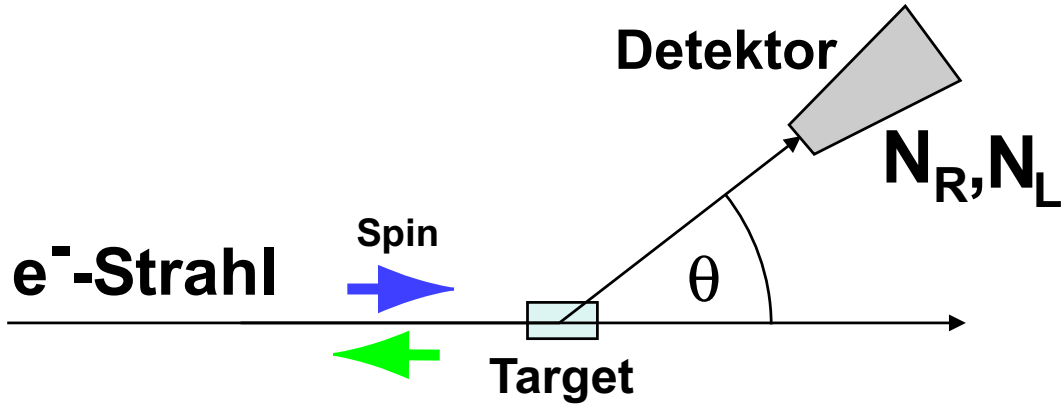 Detektor
N_R,N_L
Spin
e⁻-Strahl
θ
Target